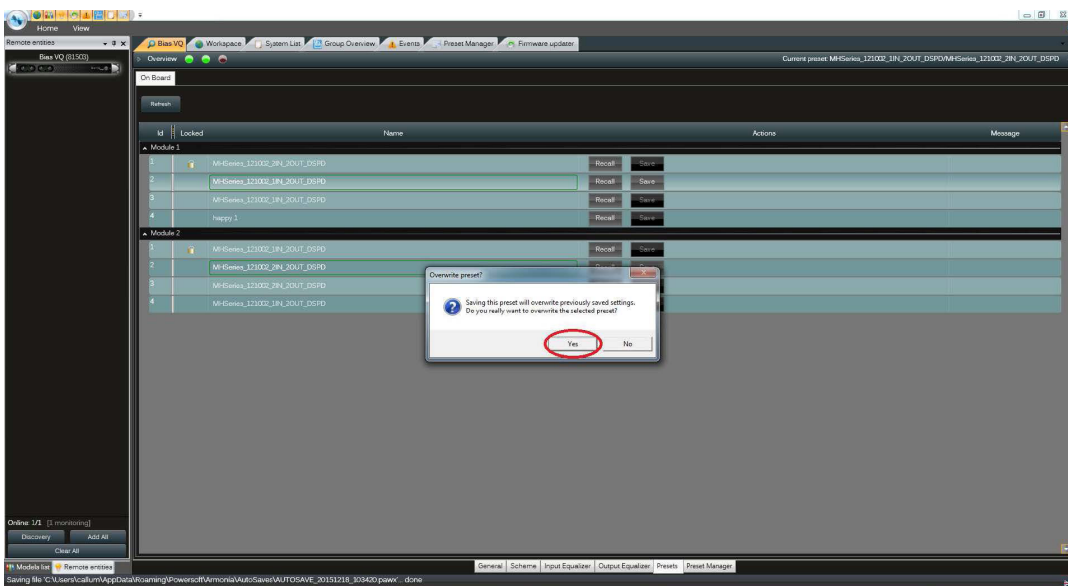 Home View
Remote entities
Bias VQ (81503)
Bias VQ Workspace System List Group Overview Events Preset Manager Firmware updater
Overview Current preset: MHSeries_121002_1IN_2OUT_DSPD/MHSeries_121002_2IN_2OUT_DSPD
On Board
Refresh
Id Locked Name Actions Message
Module 1
1 MHSeries_121002_2IN_2OUT_DSPD Recall Save
2 MHSeries_121002_1IN_2OUT_DSPD Recall Save
3 MHSeries_121002_2IN_2OUT_DSPD Recall Save
4 happy 1 Recall Save
Module 2
1 MHSeries_121002_1IN_2OUT_DSPD Recall Save
2 MHSeries_121002_2IN_2OUT_DSPD
3 MHSeries_121002_2IN_2OUT_DSPD
4 MHSeries_121002_1IN_2OUT_DSPD
Overwrite preset?
Saving this preset will overwrite previously saved settings.
Do you really want to overwrite the selected preset?
Yes No
Online: 1/1 [1 monitoring]
Discovery Add All
Clear All
Models list Remote entities
General Scheme Input Equalizer Output Equalizer Presets Preset Manager
Saving file 'C:\Users\callum\AppData\Roaming\Powersoft\Armonia\AutoSaves\AUTOSAVE_20151218_103420.pawx'... done